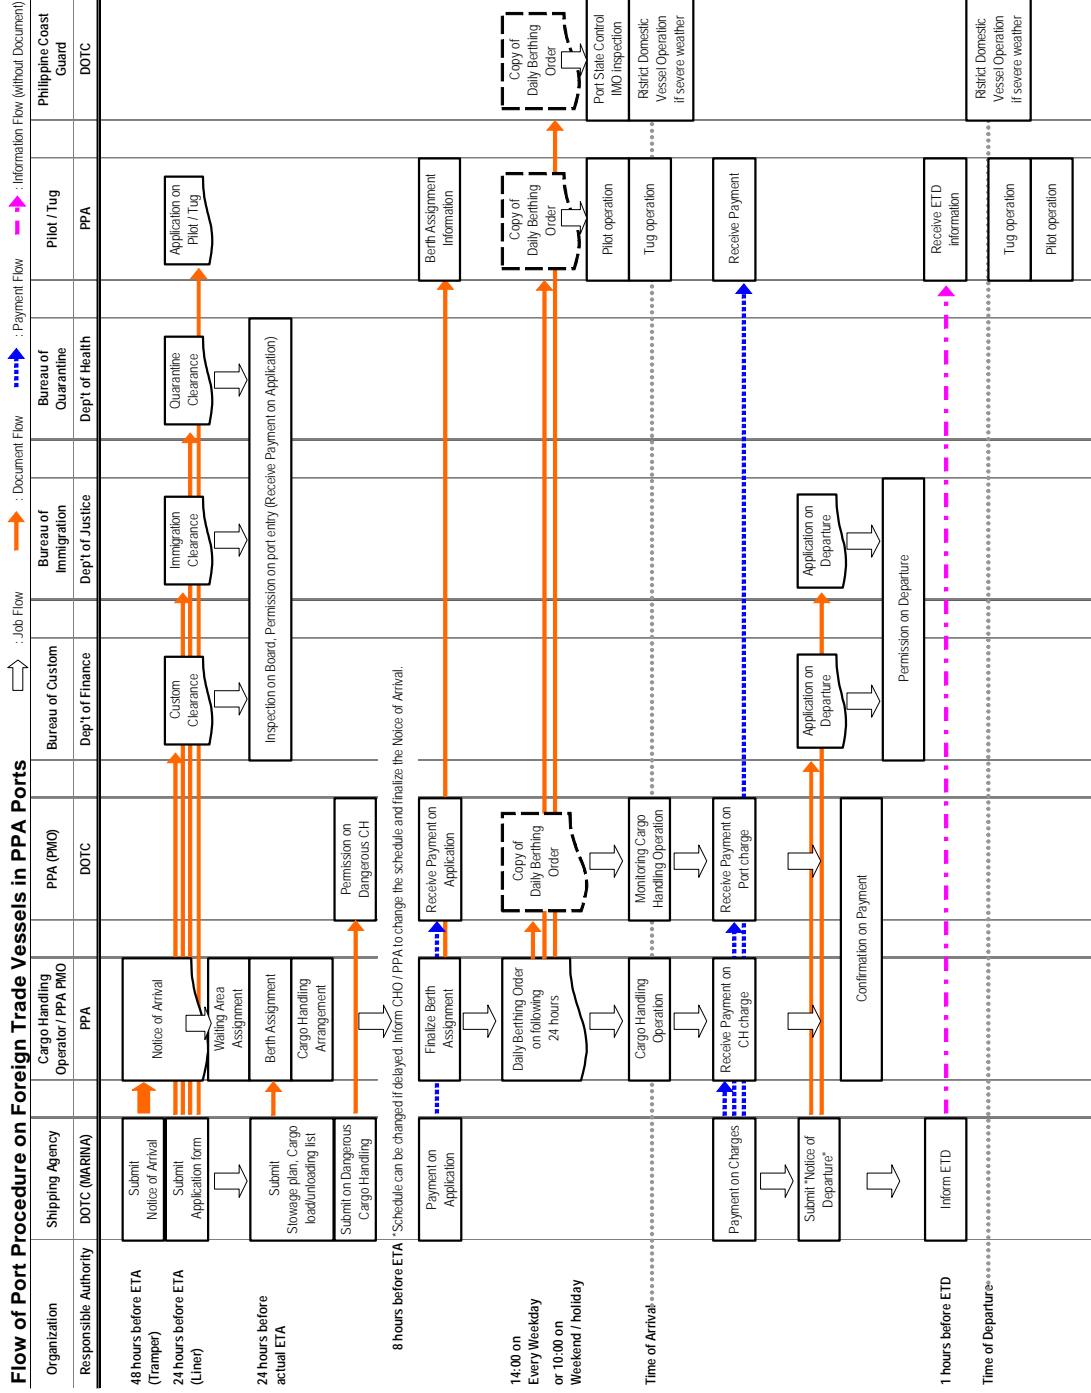 Flow of Port Procedure on Foreign Trade Vessels in PPA Ports
: Job Flow
: Document Flow
: Payment Flow
: Information Flow (without Document)
Organization
Shipping Agency
Cargo Handling
Operator / PPA PMO
PPA (PMO)
Bureau of Custom
Bureau of
Immigration
Bureau of
Quarantine
Pilot / Tug
Philippine Coast
Guard
Responsible Authority
DOTC (MARINA)
PPA
DOTC
Dep't of Finance
Dep't of Justice
Dep't of Health
PPA
DOTC
48 hours before ETA
(Tramper)
24 hours before ETA
(Liner)
Submit
Notice of Arrival
Submit
Application form
Notice of Arrival
Custom
Clearance
Immigration
Clearance
Quarantine
Clearance
Application on
Pilot / Tug
Waiting Area
Assignment
24 hours before
actual ETA
Submit
Stowage plan, Cargo
load/unloading list
Berth Assignment
Cargo Handling
Arrangement
Inspection on Board, Permission on port entry (Receive Payment on Application)
Submit on Dangerous
Cargo Handling
Permission on
Dangerous CH
8 hours before ETA *Schedule can be changed if delayed. Inform CHO / PPA to change the schedule and finalize the Noice of Arrival.
Payment on
Application
Finalize Berth
Assignment
Receive Payment on
Application
Berth Assignment
Information
14:00 on
Every Weekday
or 10:00 on
Weekend / holiday
Daily Berthing Order
on following
24 hours
Copy of
Daily Berthing
Order
Copy of
Daily Berthing
Order
Copy of
Daily Berthing
Order
Pilot operation
Port State Control
IMO inspection
Time of Arrival
Cargo Handling
Operation
Monitoring Cargo
Handling Operation
Tug operation
Ristrict Domestic
Vessel Operation
if severe weather
Payment on Charges
Receive Payment on
CH charge
Receive Payment on
Port charge
Receive Payment
Submit "Notice of
Departure"
Application on
Departure
Application on
Departure
Confirmation on Payment
Permission on Departure
1 hours before ETD
Inform ETD
Receive ETD
information
Time of Departure
Tug operation
Ristrict Domestic
Vessel Operation
if severe weather
Pilot operation